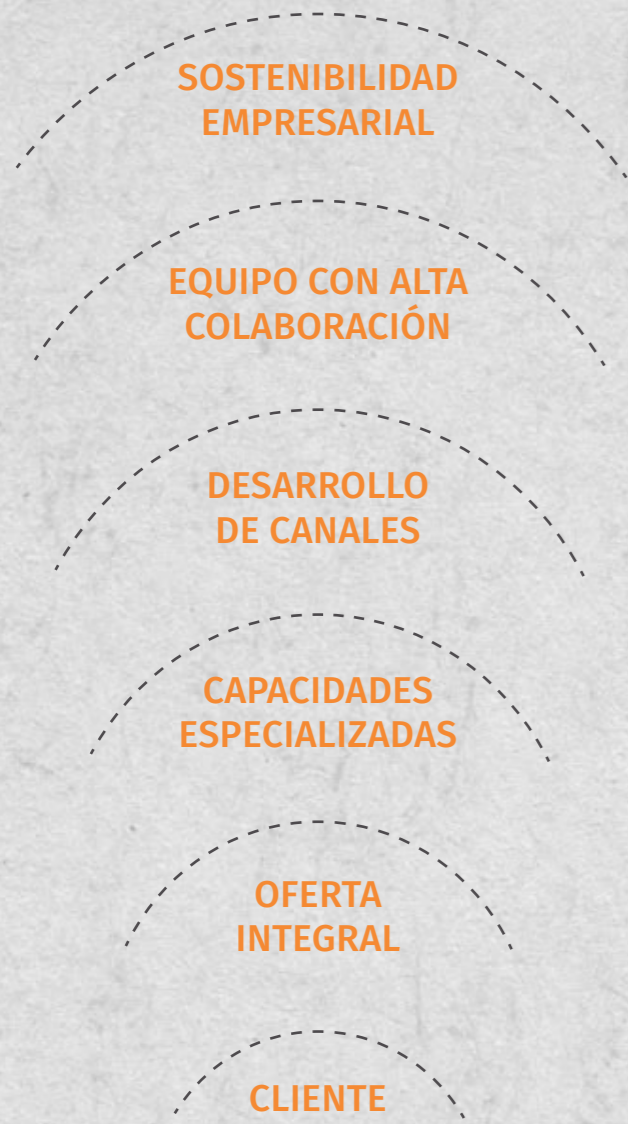 SOSTENIBILIDAD
EMPRESARIAL
EQUIPO CON ALTA
COLABORACIÓN
DESARROLLO
DE CANALES
CAPACIDADES
ESPECIALIZADAS
OFERTA
INTEGRAL
CLIENTE